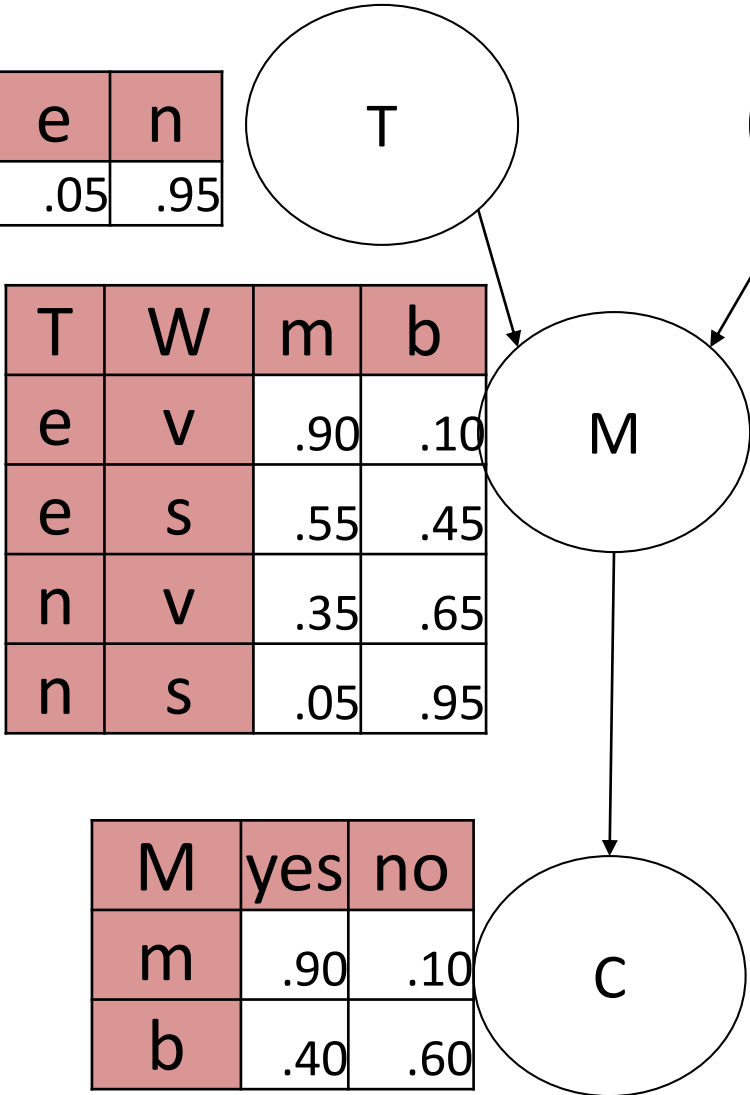 T
e n
.05 .95
T W m b
e v .90 .10
e s .55 .45
n v .35 .65
n s .05 .95
M
M yes no
m .90 .10
b .40 .60
C